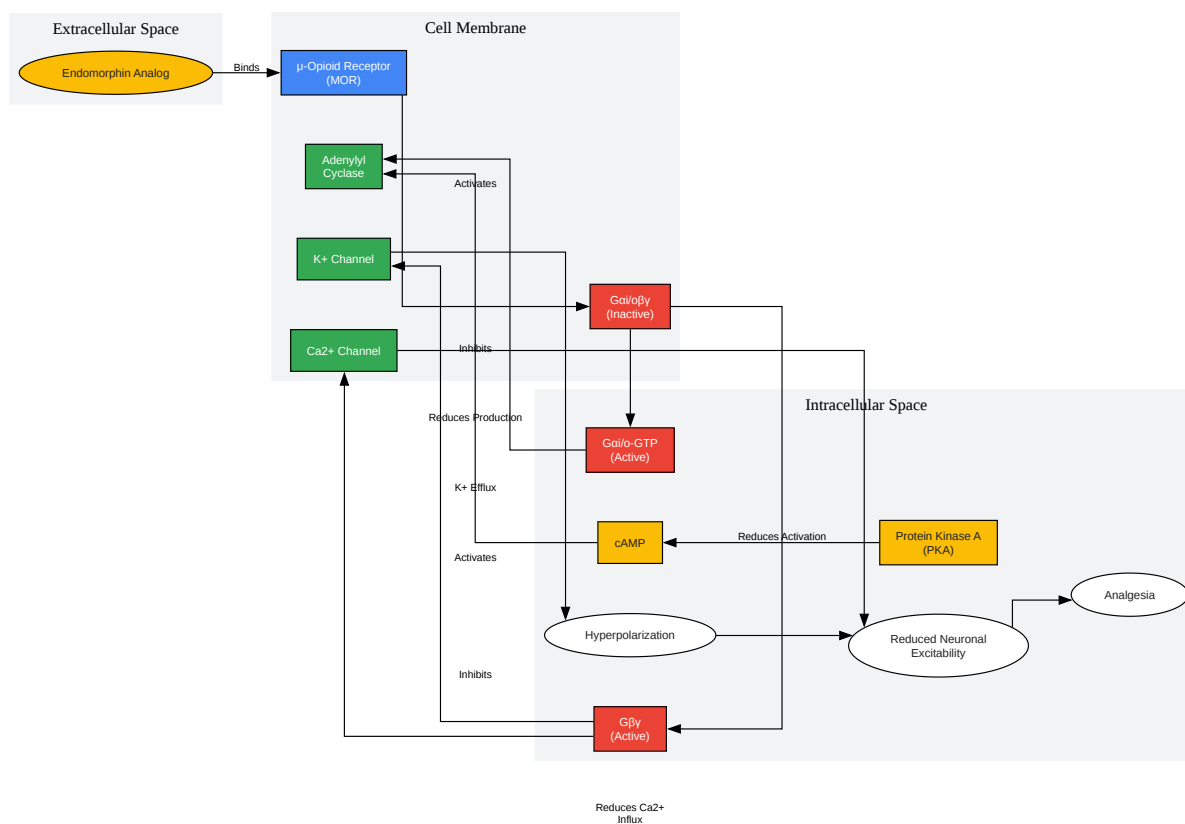 Extracellular Space
Cell Membrane
Endomorphin Analog
Binds
μ-Opioid Receptor
(MOR)
Adenylyl
Cyclase
Activates
K+ Channel
Gαi/oβγ
(Inactive)
Ca2+ Channel
Inhibits
Intracellular Space
Reduces Production
Gαi/o-GTP
(Active)
K+ Efflux
cAMP
Reduces Activation
Protein Kinase A
(PKA)
Activates
Analgesia
Hyperpolarization
Reduced Neuronal
Excitability
Inhibits
Gβγ
(Active)
Reduces Ca2+
Influx